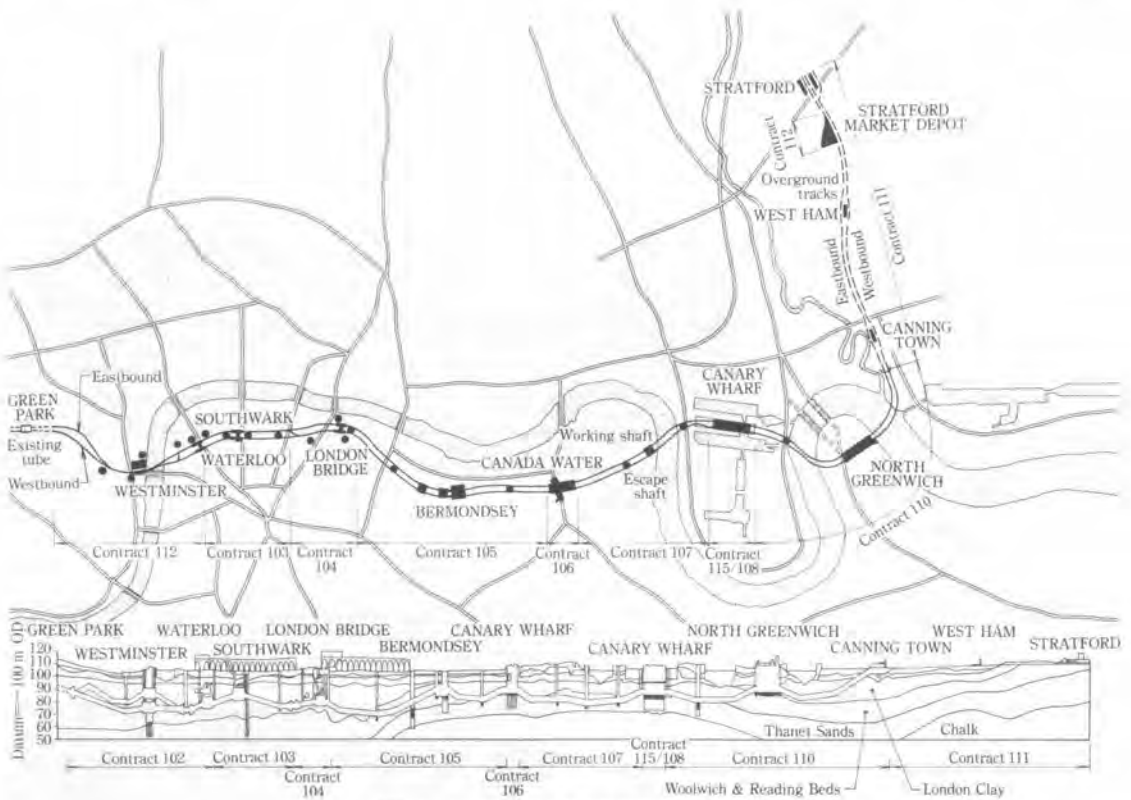 STRATFORD
STRATFORD
MARKET DEPOT
Contract
112
Overground
tracks
WEST HAM
Contract 111
Eastbound
Westbound
CANNING
TOWN
CANARY
WHARF
Eastbound
GREEN
PARK
SOUTHWARK
Existing
tube
WATERLOO
LONDON
BRIDGE
Working shaft
CANADA WATER
Westbound
WESTMINSTER
BERMONDSEY
Escape
shaft
NORTH
GREENWICH
Contract 110
Contract 112
Contract 103
Contract
104
Contract 105
Contract
106
Contract 107
Contract
115/108
GREEN PARK
WATERLOO
LONDON BRIDGE
CANARY WHARF
NORTH GREENWICH
WEST HAM
WESTMINSTER
SOUTHWARK
BERMONDSEY
CANARY WHARF
CANNING TOWN
STRATFORD
Datum—100 m OD
120
110
100
90
80
70
60
50
Thanet Sands
Chalk
Contract 102
Contract 103
Contract
104
Contract 105
Contract
106
Contract 107
Contract
115/108
Contract 110
Contract 111
Woolwich & Reading Beds
London Clay